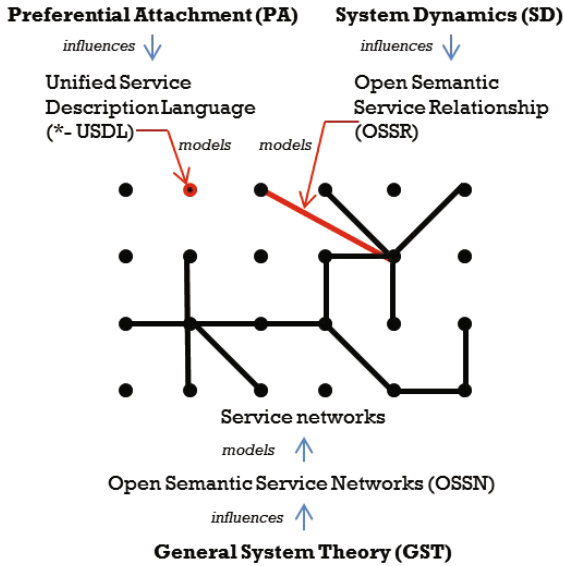 Preferential Attachment (PA)
System Dynamics (SD)
influences
influences
Unified Service
Description Language
(*- USDL)
Open Semantic
Service Relationship
(OSSR)
models
models
Service networks
models
Open Semantic Service Networks (OSSN)
influences
General System Theory (GST)